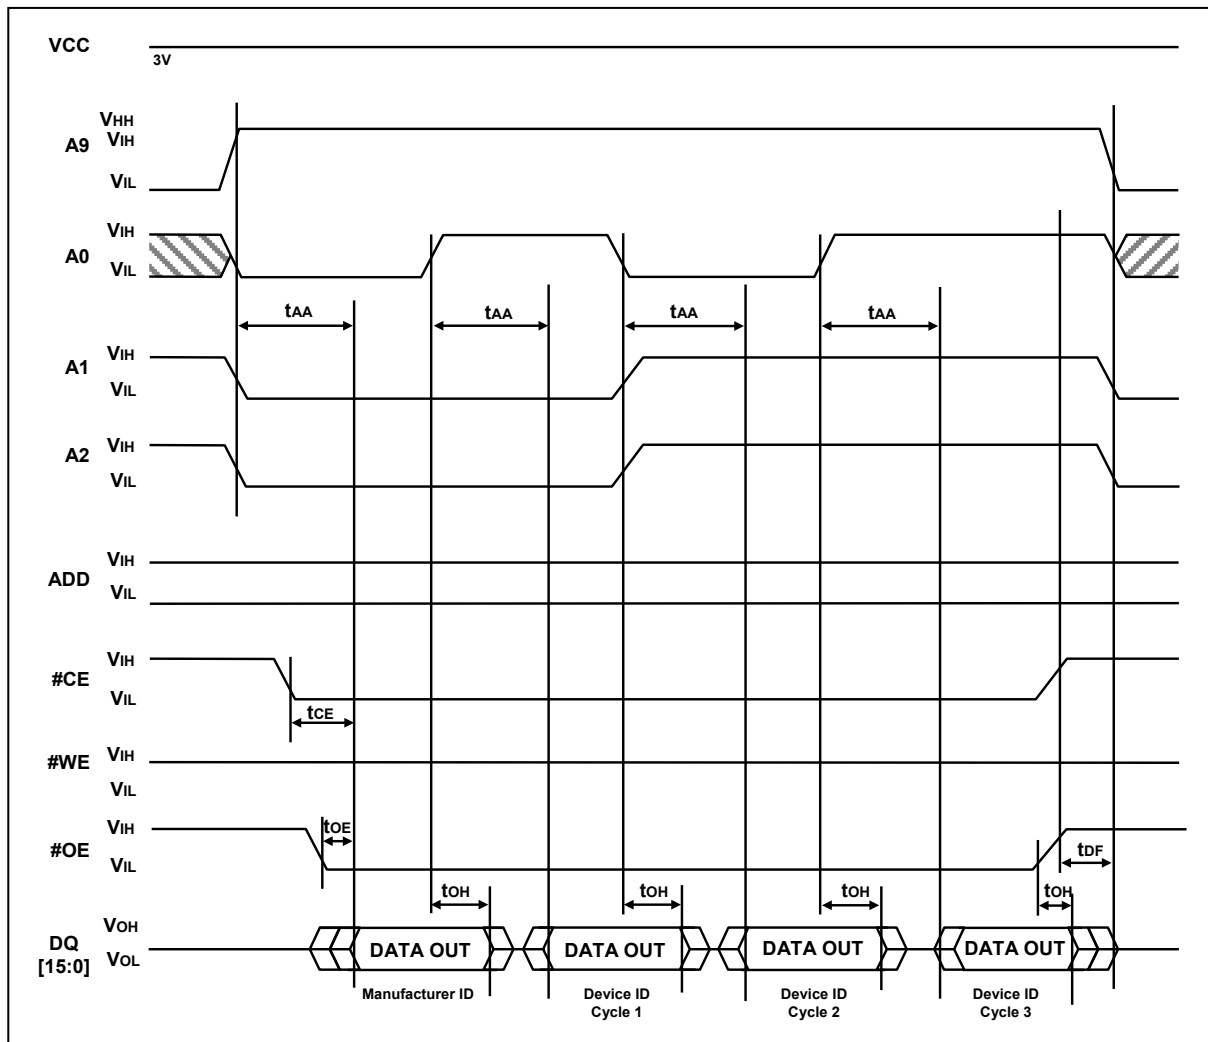 VCC
3V
VHH
VIH
A9
VIL
VIH
A0
VIL
tAA tAA tAA tAA
VIH
A1
VIL
VIH
A2
VIL
VIH
ADD
VIL
VIH
#CE
VIL
tCE
VIH
#WE
VIL
VIH
tOE
#OE
VIL
tDF
tOH tOH tOH tOH
VOH
DQ
[15:0]
VOL
DATA OUT DATA OUT DATA OUT DATA OUT
Manufacturer ID
Device ID
Cycle 1
Device ID
Cycle 2
Device ID
Cycle 3